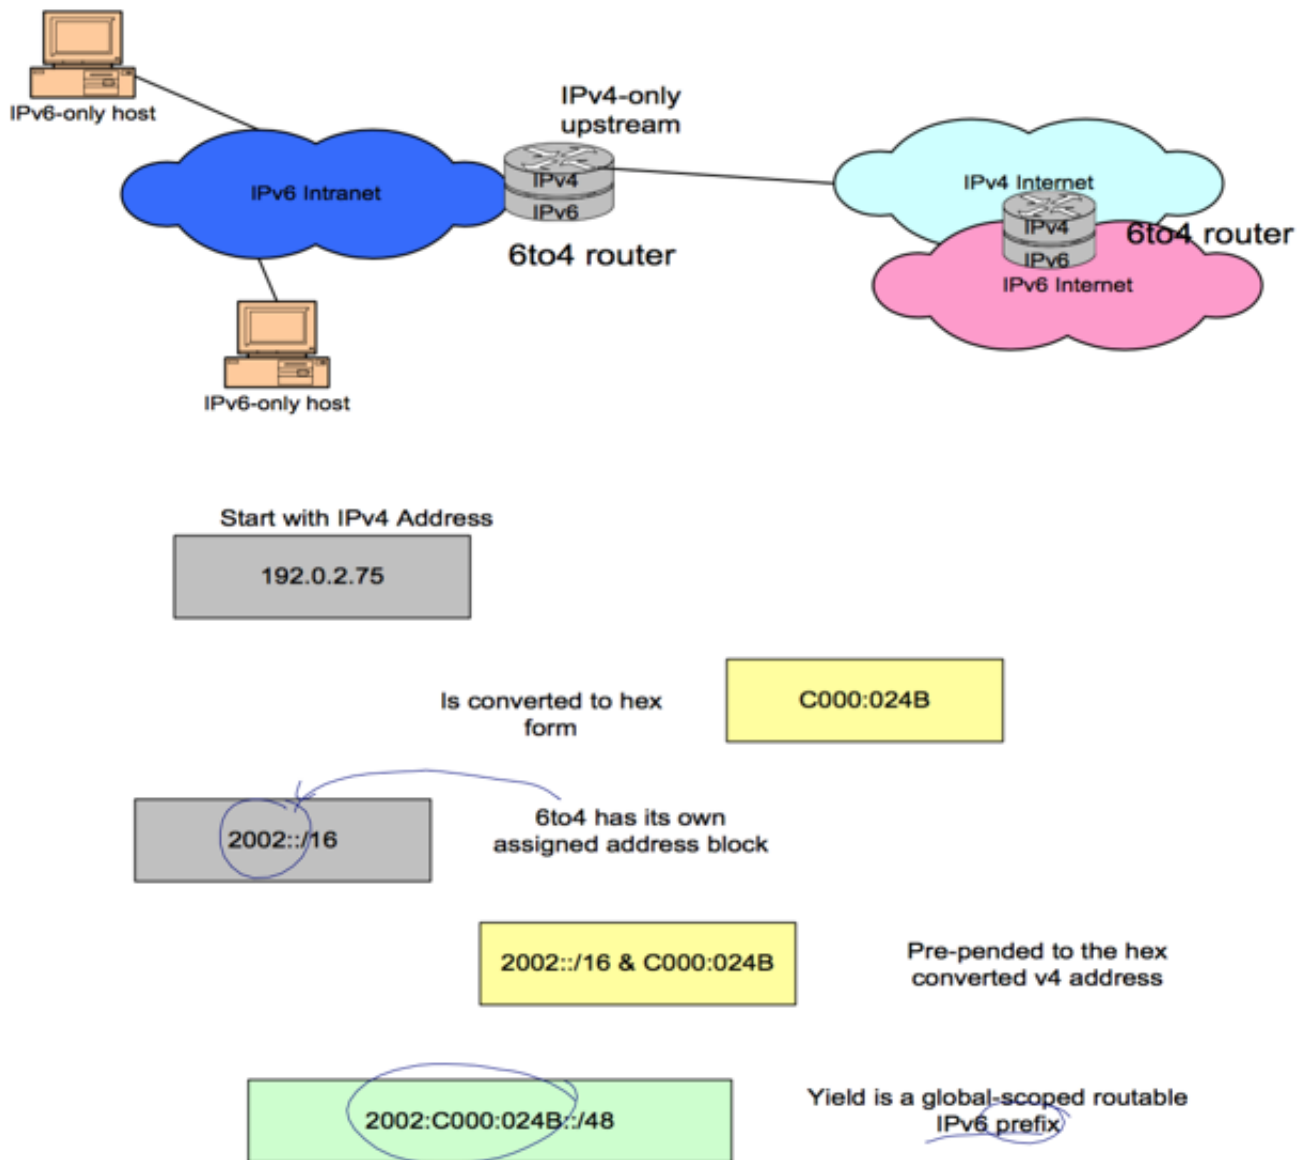 IPv6-only host
IPv4-only
upstream
IPv6 Intranet
IPv4
IPv6
6to4 router
IPv4 Internet
IPv4
6to4 router
IPv6
IPv6 Internet
IPv6-only host
Start with IPv4 Address
192.0.2.75
Is converted to hex
form
C000:024B
2002::/16
6to4 has its own
assigned address block
2002::/16 & C000:024B
Pre-pended to the hex
converted v4 address
2002:C000:024B::/48
Yield is a global-scoped routable
IPv6 prefix